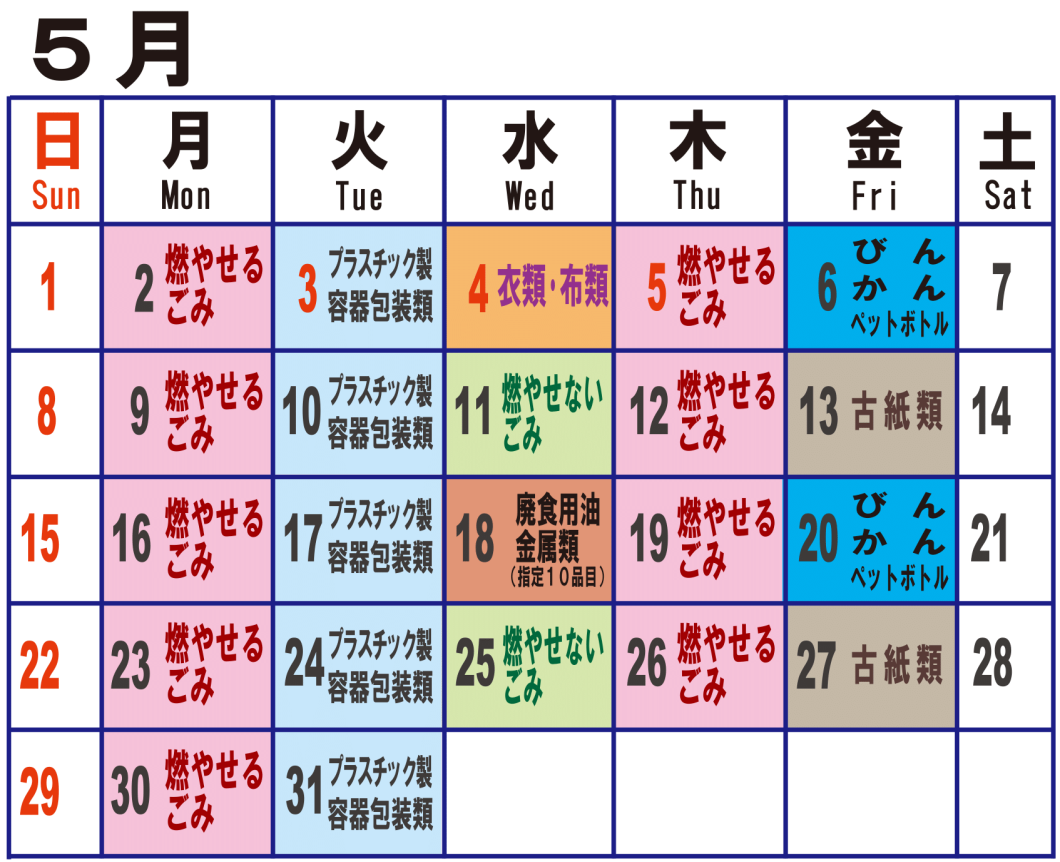 5月
日 月 火 水 木 金 土
Sun Mon Tue Wed Thu Fri Sat
1
2 燃やせる
ごみ
3 プラスチック製
容器包装類
4 衣類・布類
5 燃やせる
ごみ
6 びん
かん
ペットボトル
7
8
9 燃やせる
ごみ
10 プラスチック製
容器包装類
11 燃やせない
ごみ
12 燃やせる
ごみ
13 古紙類
14
15
16 燃やせる
ごみ
17 プラスチック製
容器包装類
18 廃食用油
金属類
(指定10品目)
19 燃やせる
ごみ
20 びん
かん
ペットボトル
21
22
23 燃やせる
ごみ
24 プラスチック製
容器包装類
25 燃やせない
ごみ
26 燃やせる
ごみ
27 古紙類
28
29
30 燃やせる
ごみ
31 プラスチック製
容器包装類